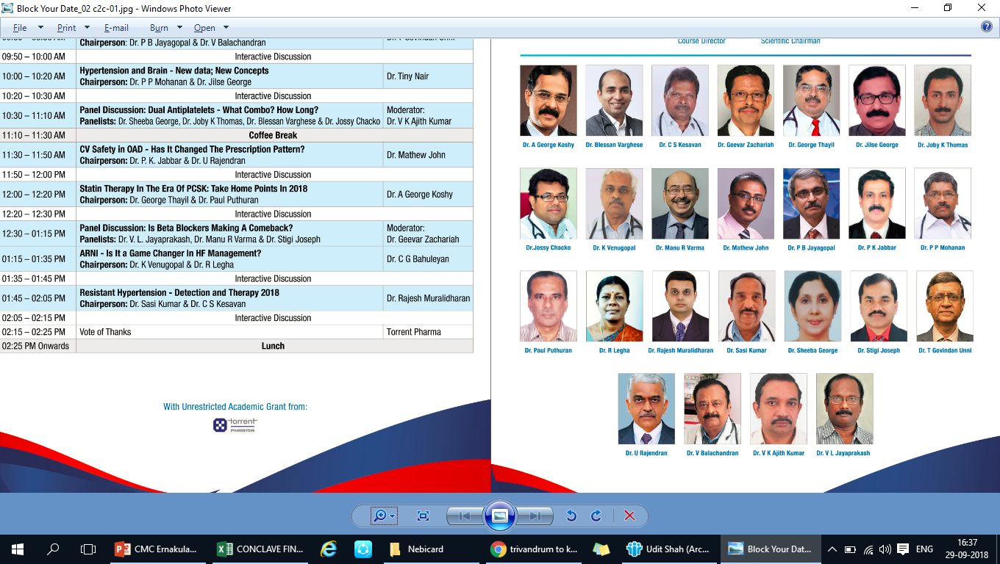 Block Your Date_02 c2c-01.jpg - Windows Photo Viewer
File Print E-mail Burn Open
Chairperson: Dr. P B Jayagopal & Dr. V Balachandran
09:50 – 10:00 AM Interactive Discussion
10:00 – 10:20 AM
Hypertension and Brain - New data; New Concepts
Chairperson: Dr. P P Mohanan & Dr. Jilse George
Dr. Tiny Nair
10:20 – 10:30 AM Interactive Discussion
10:30 – 11:10 AM
Panel Discussion: Dual Antiplatelets - What Combo? How Long?
Panelists: Dr. Sheeba George, Dr. Joby K Thomas, Dr. Blessan Varghese & Dr. Jossy Chacko
Moderator:
Dr. V K Ajith Kumar
11:10 – 11:30 AM Coffee Break
11:30 – 11:50 AM
CV Safety in OAD - Has It Changed The Prescription Pattern?
Chairperson: Dr. P. K. Jabbar & Dr. U Rajendran
Dr. Mathew John
11:50 – 12:00 PM Interactive Discussion
12:00 – 12:20 PM
Statin Therapy In The Era Of PCSK: Take Home Points In 2018
Chairperson: Dr. George Thayil & Dr. Paul Puthuran
Dr. A George Koshy
12:20 – 12:30 PM Interactive Discussion
12:30 – 01:15 PM
Panel Discussion: Is Beta Blockers Making A Comeback?
Panelists: Dr. V. L. Jayaprakash, Dr. Manu R Varma & Dr. Stigi Joseph
Moderator:
Dr. Geevar Zachariah
01:15 – 01:35 PM
ARNI - Is It a Game Changer In HF Management?
Chairperson: Dr. K Venugopal & Dr. R Legha
Dr. C G Bahuleyan
01:35 – 01:45 PM Interactive Discussion
01:45 – 02:05 PM
Resistant Hypertension - Detection and Therapy 2018
Chairperson: Dr. Sasi Kumar & Dr. C S Kesavan
Dr. Rajesh Muralidharan
02:05 – 02:15 PM Interactive Discussion
02:15 – 02:25 PM Vote of Thanks Torrent Pharma
02:25 PM Onwards Lunch
With Unrestricted Academic Grant from:
torrent
PHARMA
Course Director Scientific Chairman
Dr. A George Koshy Dr. Blessan Varghese Dr. C S Kesavan Dr. Geevar Zachariah Dr. George Thayil Dr. Jilse George Dr. Joby K Thomas
Dr.Jossy Chacko Dr. K Venugopal Dr. Manu R Varma Dr. Mathew John Dr. P B Jayagopal Dr. P K Jabbar Dr. P P Mohanan
Dr. Paul Puthuran Dr. R Legha Dr. Rajesh Muralidharan Dr. Sasi Kumar Dr. Sheeba George Dr. Stigi Joseph Dr. T Govindan Unni
Dr. U Rajendran Dr. V Balachandran Dr. V K Ajith Kumar Dr. V L Jayaprakash
CMC Ernakula... CONCLAVE FIN... Nebicard trivandrum to k... Udit Shah (Arc... Block Your Dat... ENG 16:37
29-09-2018